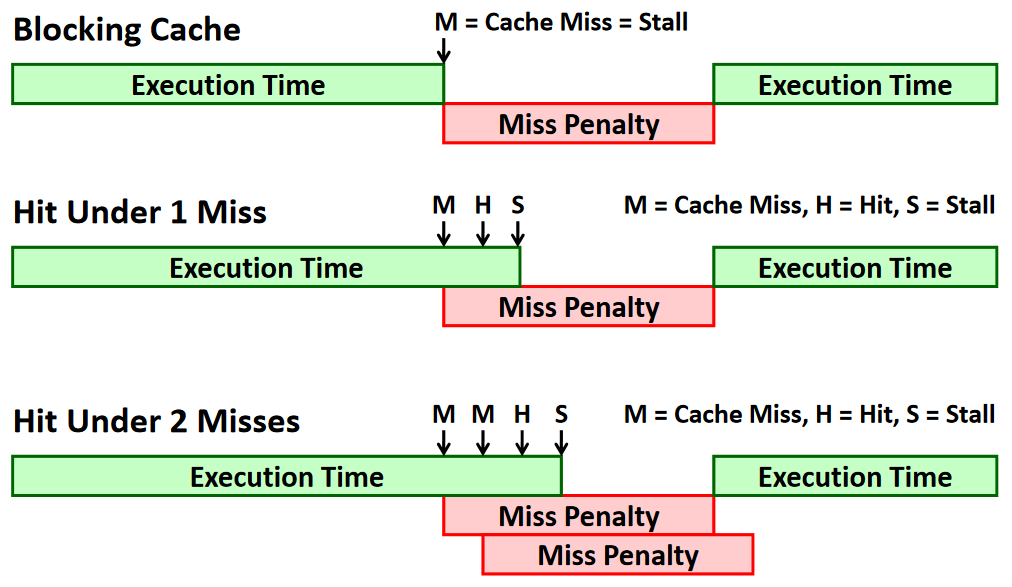 Blocking Cache
M = Cache Miss = Stall
Execution Time
Execution Time
Miss Penalty
Hit Under 1 Miss
M H S
M = Cache Miss, H = Hit, S = Stall
Execution Time
Execution Time
Miss Penalty
Hit Under 2 Misses
M M H S
M = Cache Miss, H = Hit, S = Stall
Execution Time
Execution Time
Miss Penalty
Miss Penalty